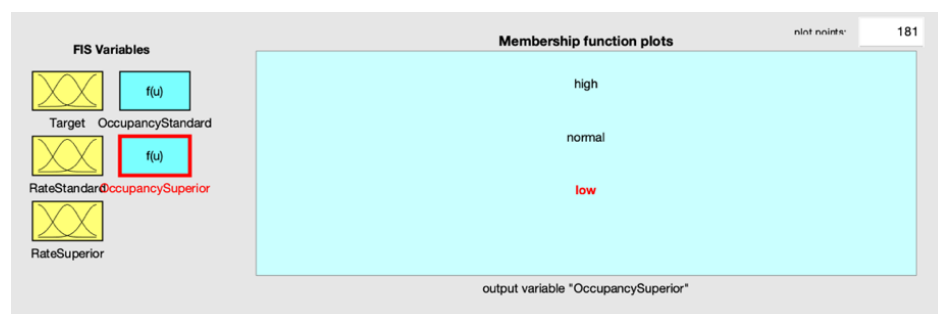 FIS Variables
f(u)
Target OccupancyStandard
f(u)
RateStandard OccupancySuperior
RateSuperior
Membership function plots
plot points: 181
high
normal
low
output variable "OccupancySuperior"